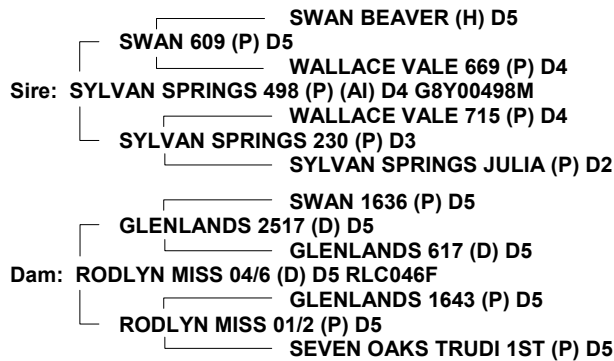 SWAN BEAVER (H) D5
SWAN 609 (P) D5
WALLACE VALE 669 (P) D4
Sire: SYLVAN SPRINGS 498 (P) (AI) D4 G8Y00498M
WALLACE VALE 715 (P) D4
SYLVAN SPRINGS 230 (P) D3
SYLVAN SPRINGS JULIA (P) D2
SWAN 1636 (P) D5
GLENLANDS 2517 (D) D5
GLENLANDS 617 (D) D5
Dam: RODLYN MISS 04/6 (D) D5 RLC046F
GLENLANDS 1643 (P) D5
RODLYN MISS 01/2 (P) D5
SEVEN OAKS TRUDI 1ST (P) D5